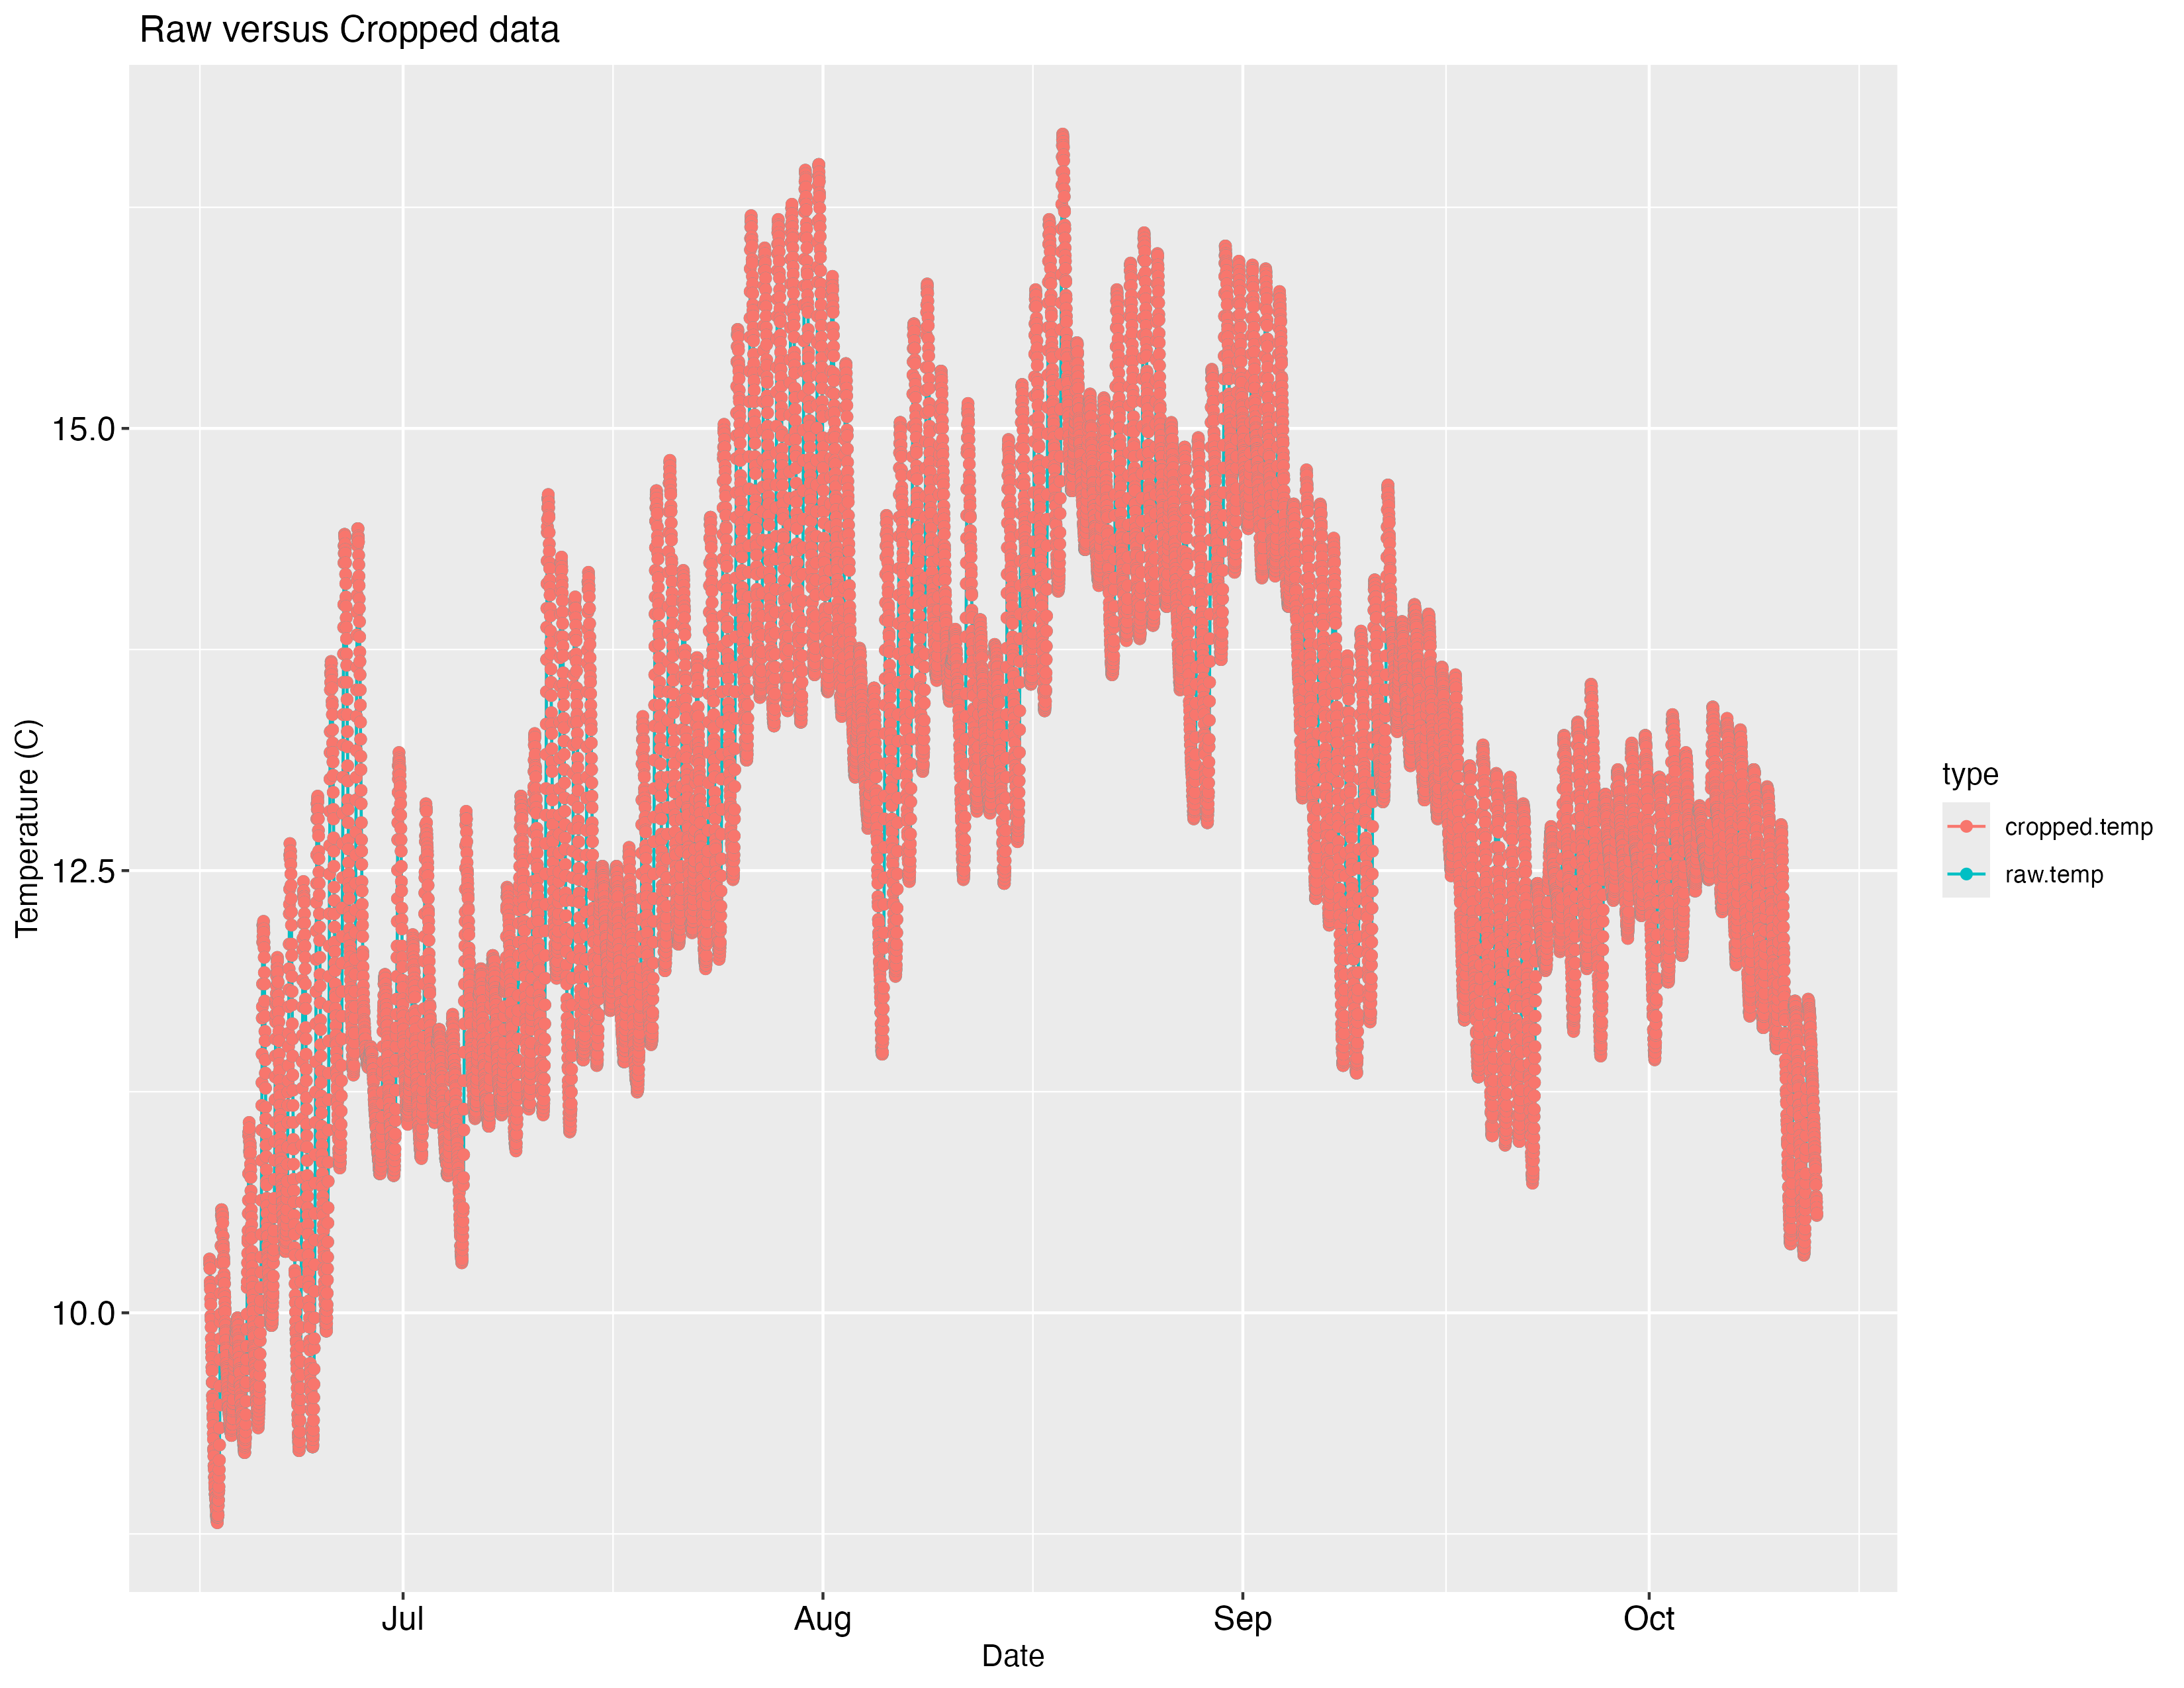 Raw versus Cropped data
Temperature (C)
15.0
12.5
10.0
Jul
Aug
Sep
Oct
Date
type
cropped.temp
raw.temp